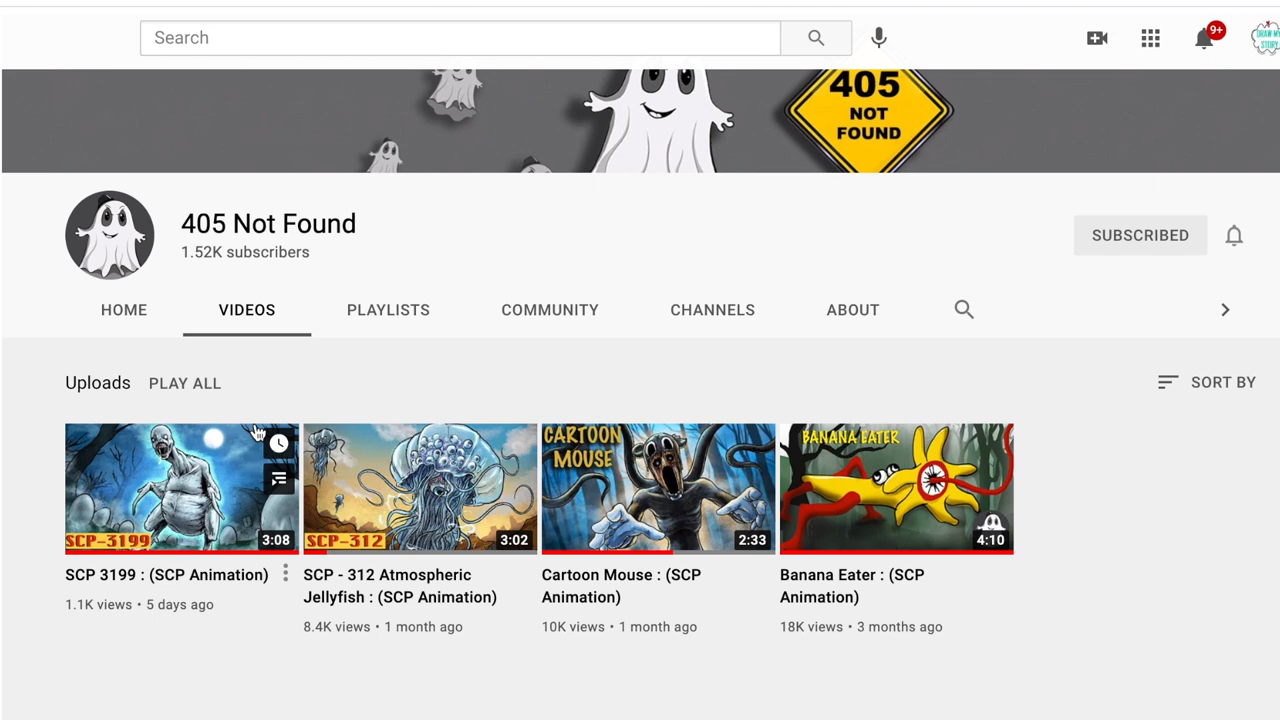 Search
9+
DRAW MY
STORY
405
NOT
FOUND
405 Not Found
1.52K subscribers
SUBSCRIBED
HOME VIDEOS PLAYLISTS COMMUNITY CHANNELS ABOUT
Uploads PLAY ALL SORT BY
SCP-3199
3:08
SCP-312
3:02
CARTOON
MOUSE
2:33
BANANA EATER
4:10
SCP 3199 : (SCP Animation)
1.1K views • 5 days ago
SCP - 312 Atmospheric
Jellyfish : (SCP Animation)
8.4K views • 1 month ago
Cartoon Mouse : (SCP
Animation)
10K views • 1 month ago
Banana Eater : (SCP
Animation)
18K views • 3 months ago